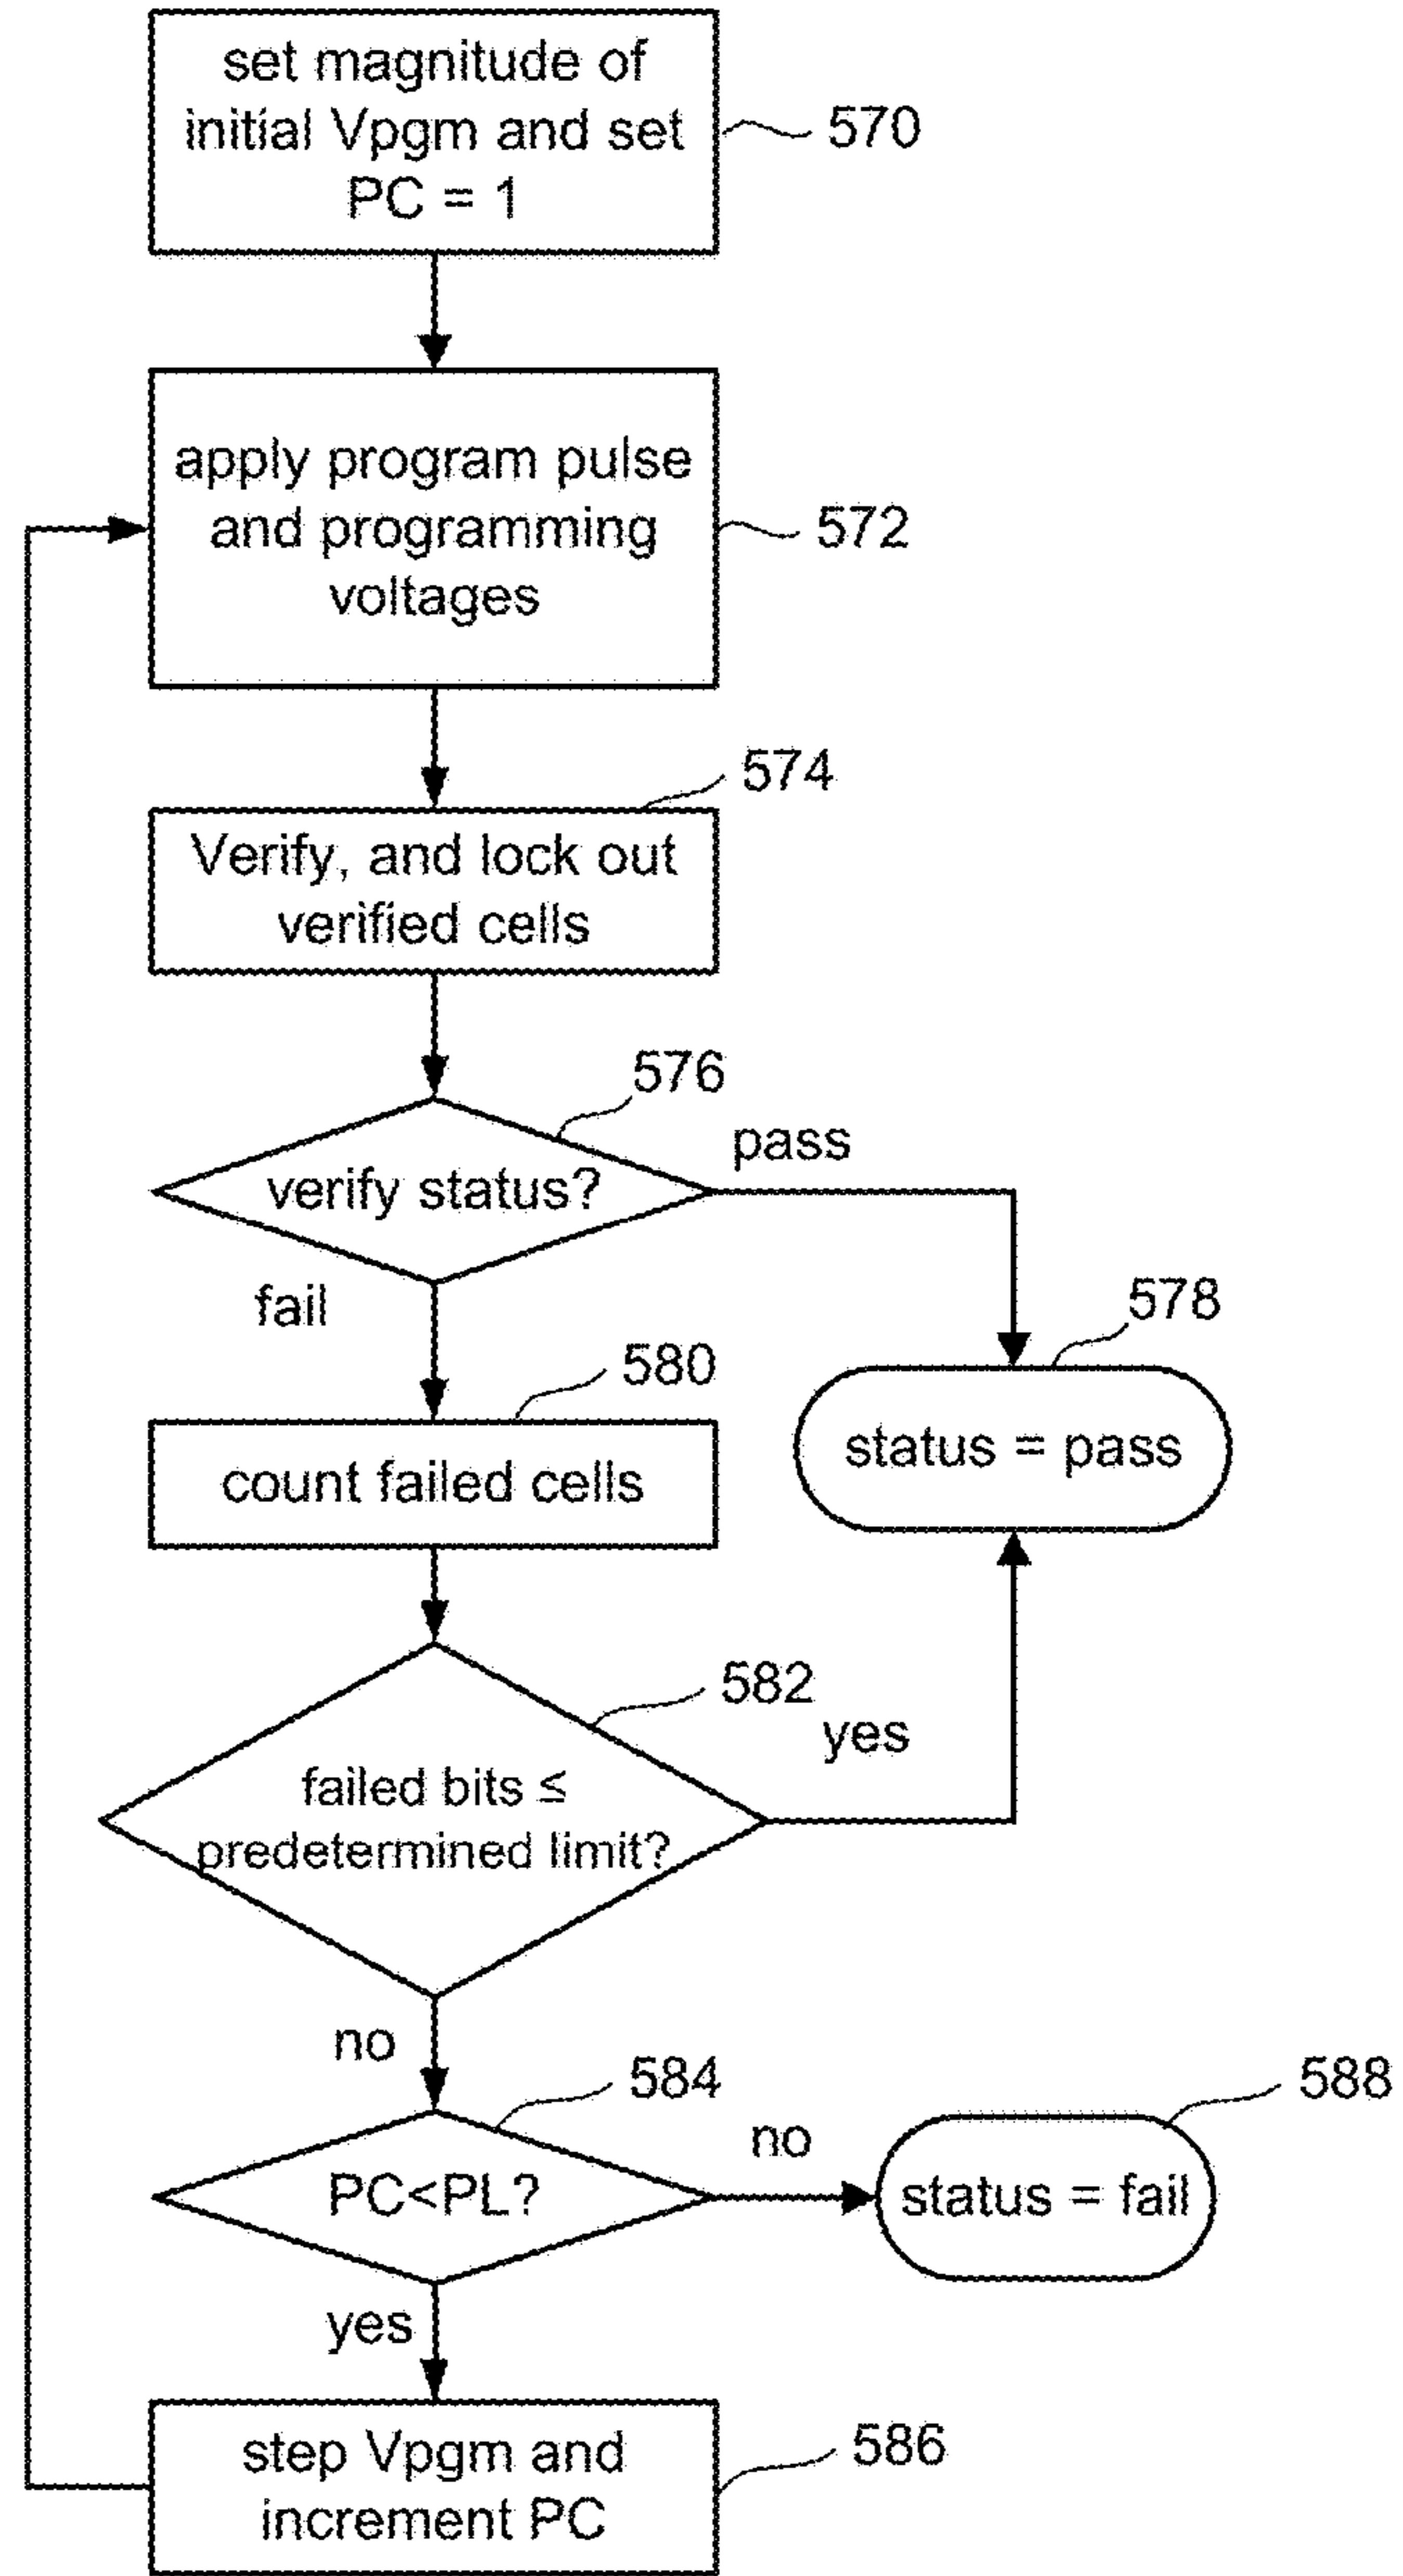 set magnitude of
initial Vpgm and set
PC = 1
570
apply program pulse
and programming
voltages
572
574
Verify, and lock out
verified cells
576
verify status?
pass
fail
578
status = pass
580
count failed cells
582
failed bits ≤
predetermined limit?
yes
no
584
PC<PL?
no
588
status = fail
yes
step Vpgm and
increment PC
586